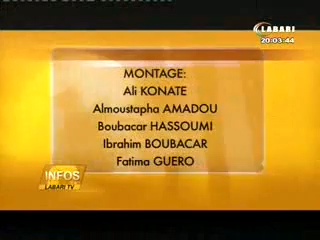 LABARI
20:03:44
MONTAGE:
Ali KONATE
Almoustapha AMADOU
Boubacar HASSOUMI
Ibrahim BOUBACAR
Fatima GUERO
INFOS
LABARI TV